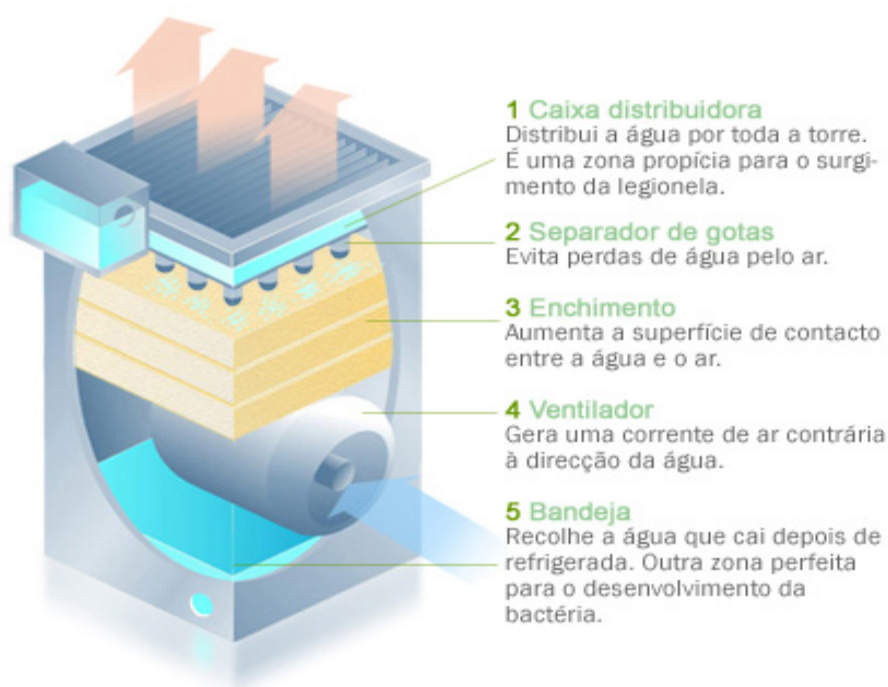 1 Caixa distribuidora
Distribui a água por toda a torre.
É uma zona propícia para o surgi-
mento da legionela.
2 Separador de gotas
Evita perdas de água pelo ar.
3 Enchimento
Aumenta a superfície de contacto
entre a água e o ar.
4 Ventilador
Gera uma corrente de ar contrária
à direcção da água.
5 Bandeja
Recolhe a água que cai depois de
refrigerada. Outra zona perfeita
para o desenvolvimento da
bactéria.